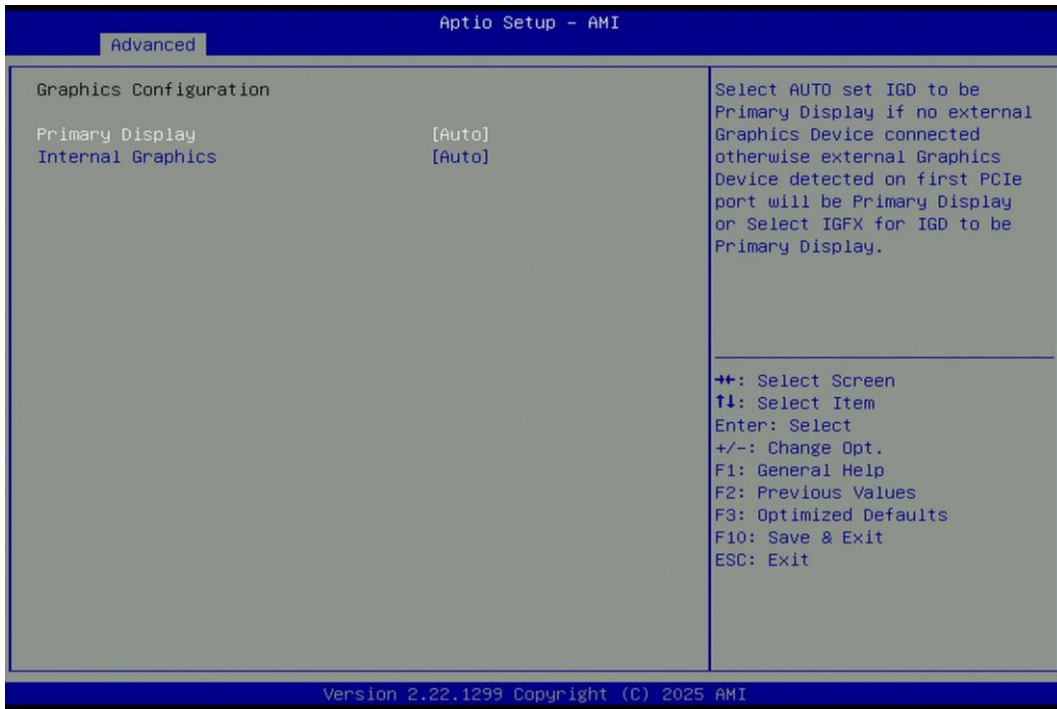 Aptio Setup - AMI
Advanced
Graphics Configuration
Primary Display [Auto]
Internal Graphics [Auto]
Select AUTO set IGD to be
Primary Display if no external
Graphics Device connected
otherwise external Graphics
Device detected on first PCIe
port will be Primary Display
or Select IGFX for IGD to be
Primary Display.
→←: Select Screen
↑↓: Select Item
Enter: Select
+/-: Change Opt.
F1: General Help
F2: Previous Values
F3: Optimized Defaults
F10: Save & Exit
ESC: Exit
Version 2.22.1299 Copyright (C) 2025 AMI